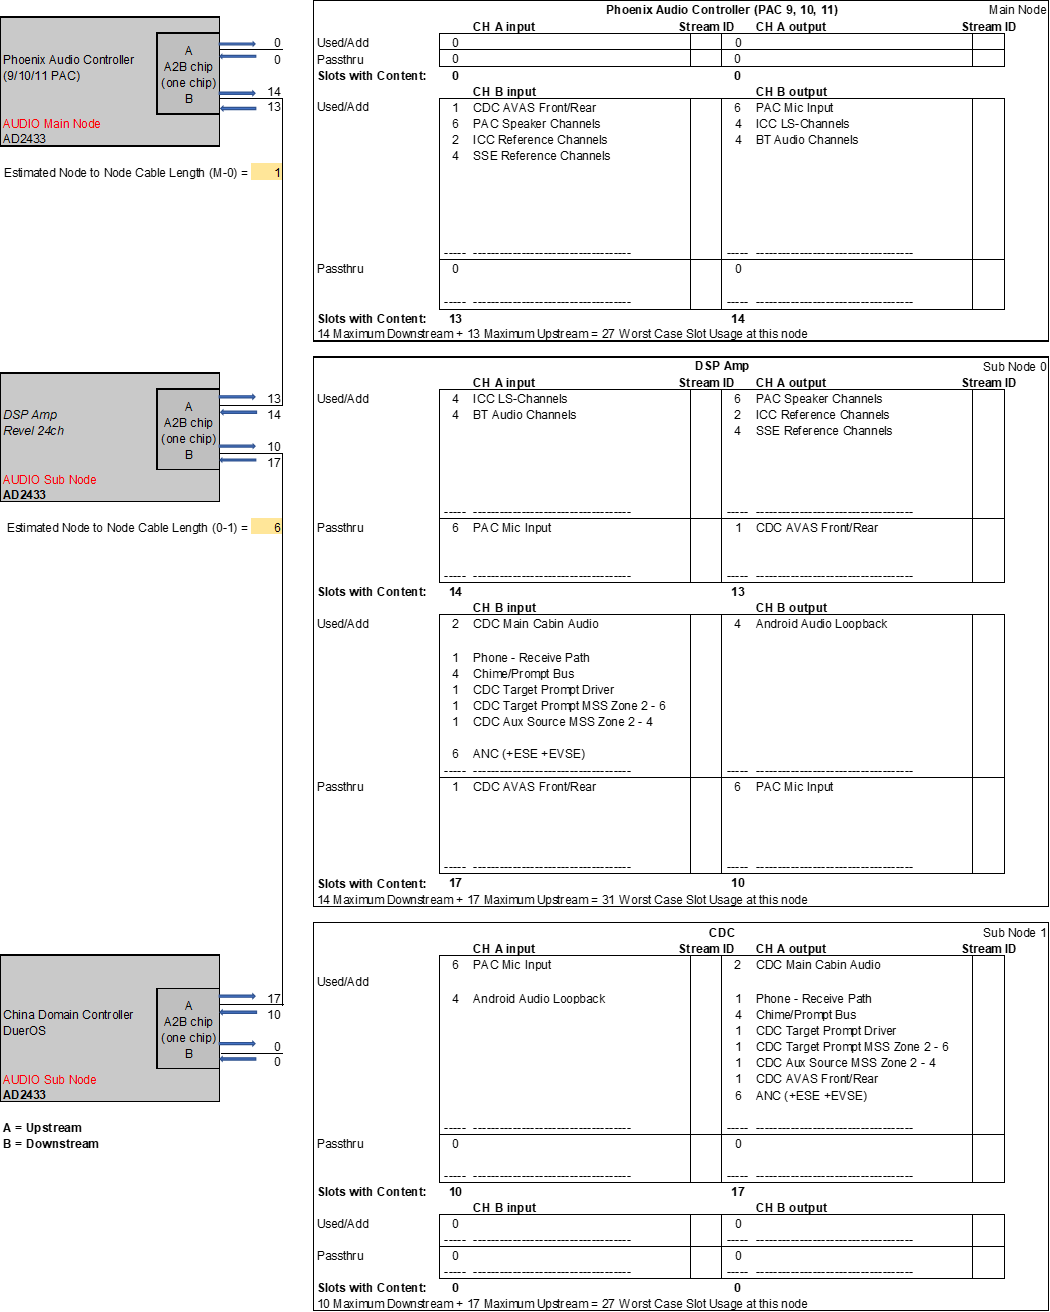 Phoenix Audio Controller (PAC 9, 10, 11) Main Node
CH A input Stream ID CH A output Stream ID
Used/Add 0 0
Passthru 0 0
Slots with Content: 0 0
CH B input CH B output
Used/Add 1 CDC AVAS Front/Rear 6 PAC Mic Input
6 PAC Speaker Channels 4 ICC LS-Channels
2 ICC Reference Channels 4 BT Audio Channels
4 SSE Reference Channels
----- ----------------------------------- ----- -----------------------------------
Passthru 0 0
----- ----------------------------------- ----- -----------------------------------
Slots with Content: 13 14
14 Maximum Downstream + 13 Maximum Upstream = 27 Worst Case Slot Usage at this node
Phoenix Audio Controller
(9/10/11 PAC)
AUDIO Main Node
AD2433
A
A2B chip
(one chip)
B
0
0
14
13
Estimated Node to Node Cable Length (M-0) = 1
DSP Amp Sub Node 0
CH A input Stream ID CH A output Stream ID
Used/Add 4 ICC LS-Channels 6 PAC Speaker Channels
4 BT Audio Channels 2 ICC Reference Channels
4 SSE Reference Channels
----- ----------------------------------- ----- -----------------------------------
Passthru 6 PAC Mic Input 1 CDC AVAS Front/Rear
----- ----------------------------------- ----- -----------------------------------
Slots with Content: 14 13
CH B input CH B output
Used/Add 2 CDC Main Cabin Audio 4 Android Audio Loopback
1 Phone - Receive Path
4 Chime/Prompt Bus
1 CDC Target Prompt Driver
1 CDC Target Prompt MSS Zone 2 - 6
1 CDC Aux Source MSS Zone 2 - 4
6 ANC (+ESE +EVSE)
----- ----------------------------------- ----- -----------------------------------
Passthru 1 CDC AVAS Front/Rear 6 PAC Mic Input
----- ----------------------------------- ----- -----------------------------------
Slots with Content: 17 10
14 Maximum Downstream + 17 Maximum Upstream = 31 Worst Case Slot Usage at this node
DSP Amp
Revel 24ch
AUDIO Sub Node
AD2433
A
A2B chip
(one chip)
B
13
14
10
17
Estimated Node to Node Cable Length (0-1) = 6
CDC Sub Node 1
CH A input Stream ID CH A output Stream ID
6 PAC Mic Input 2 CDC Main Cabin Audio
Used/Add
4 Android Audio Loopback 1 Phone - Receive Path
4 Chime/Prompt Bus
1 CDC Target Prompt Driver
1 CDC Target Prompt MSS Zone 2 - 6
1 CDC Aux Source MSS Zone 2 - 4
1 CDC AVAS Front/Rear
6 ANC (+ESE +EVSE)
----- ----------------------------------- ----- -----------------------------------
Passthru 0 0
----- ----------------------------------- ----- -----------------------------------
Slots with Content: 10 17
CH B input CH B output
Used/Add 0 0
----- ----------------------------------- ----- -----------------------------------
Passthru 0 0
----- ----------------------------------- ----- -----------------------------------
Slots with Content: 0 0
10 Maximum Downstream + 17 Maximum Upstream = 27 Worst Case Slot Usage at this node
China Domain Controller
DuerOS
AUDIO Sub Node
AD2433
A
A2B chip
(one chip)
B
17
10
0
0
A = Upstream
B = Downstream